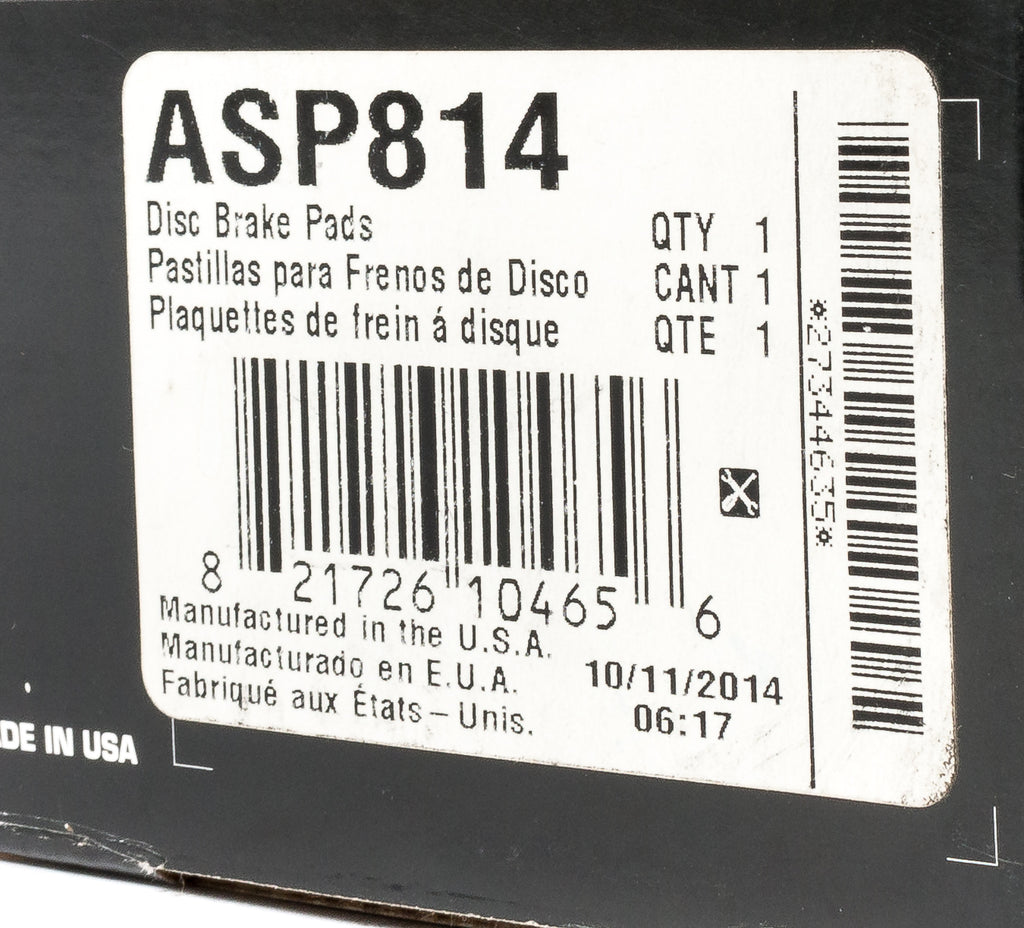 ASP814
Disc Brake Pads QTY 1
Pastillas para Frenos de Disco CANT 1
Plaquettes de frein á disque QTE 1
*27344635*
8 21726 10465 6
Manufactured in the U.S.A.
Manufacturado en E.U.A.
Fabriqué aux États-Unis.
10/11/2014
06:17
DE IN USA